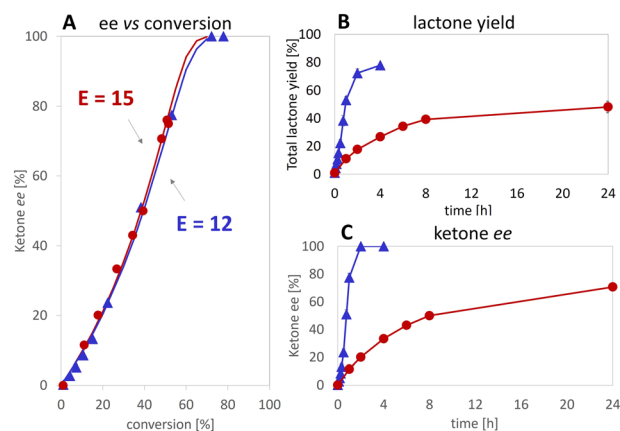 A
ee vs conversion
100
80
60
40
20
0
0
20
40
60
80
100
Ketone ee [%]
conversion [%]
E = 15
E = 12
B
lactone yield
100
80
60
40
20
0
0
4
8
12
16
20
24
Total lactone yield [%]
time [h]
C
ketone ee
100
80
60
40
20
0
0
4
8
12
16
20
24
Ketone ee [%]
time [h]